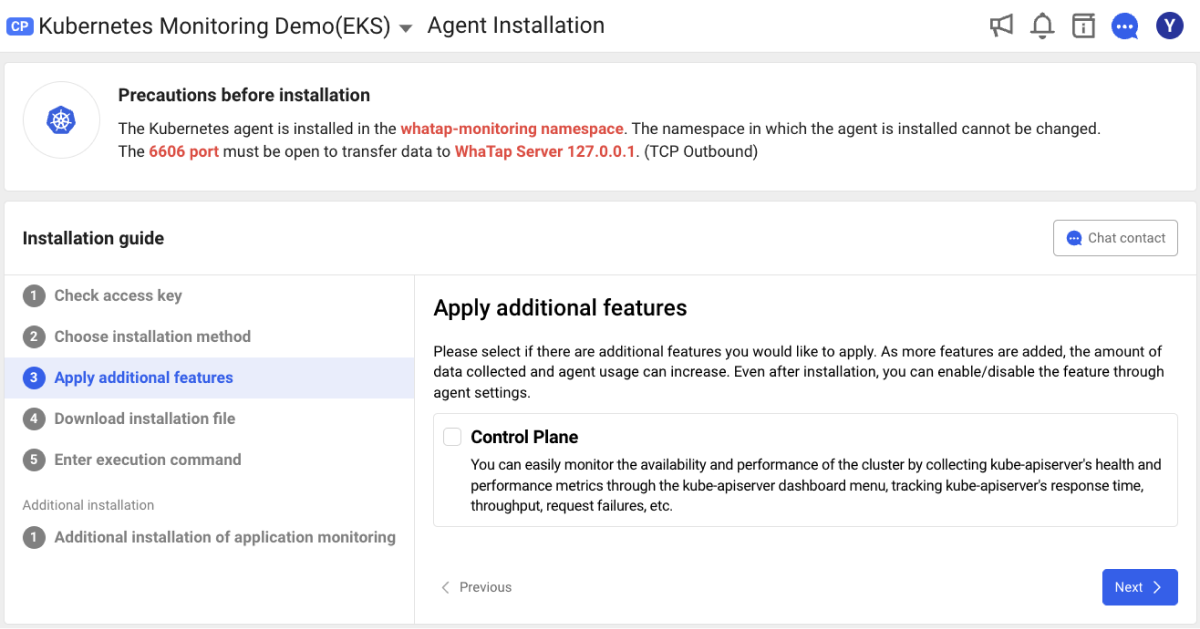 CP Kubernetes Monitoring Demo(EKS) Agent Installation
Y
Precautions before installation
The Kubernetes agent is installed in the whatap-monitoring namespace. The namespace in which the agent is installed cannot be changed.
The 6606 port must be open to transfer data to WhaTap Server 127.0.0.1. (TCP Outbound)
Installation guide
Chat contact
1 Check access key
2 Choose installation method
3 Apply additional features
4 Download installation file
5 Enter execution command
Additional installation
1 Additional installation of application monitoring
Apply additional features
Please select if there are additional features you would like to apply. As more features are added, the amount of
data collected and agent usage can increase. Even after installation, you can enable/disable the feature through
agent settings.
Control Plane
You can easily monitor the availability and performance of the cluster by collecting kube-apiserver's health and
performance metrics through the kube-apiserver dashboard menu, tracking kube-apiserver's response time,
throughput, request failures, etc.
Previous
Next